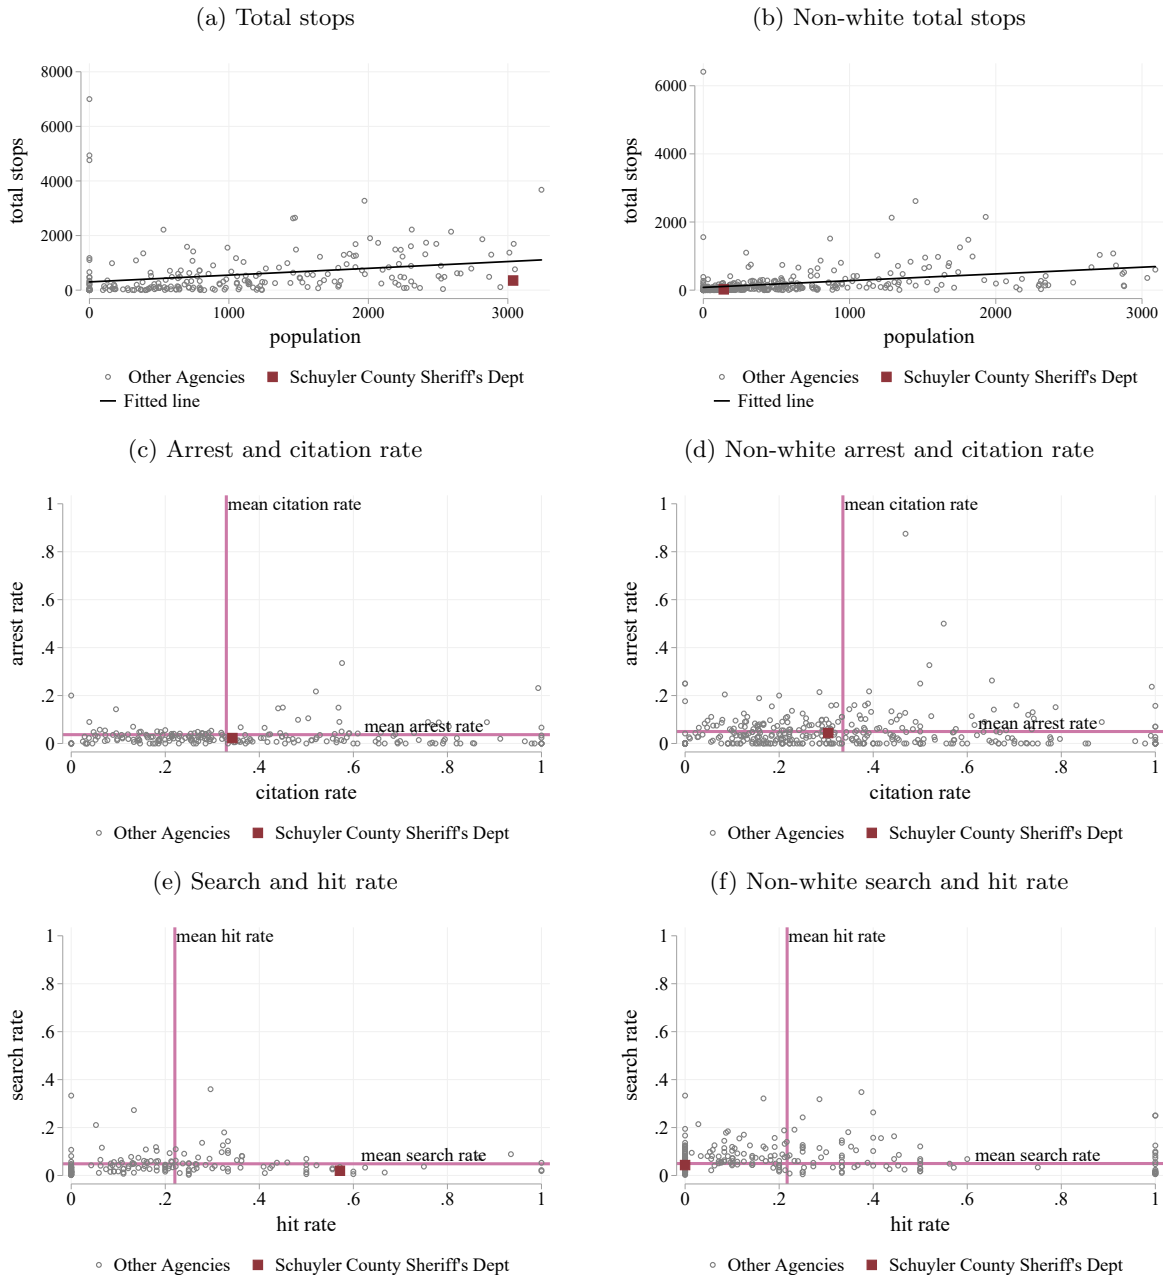 (a) Total stops
(b) Non-white total stops
8000
6000
4000
2000
0
total stops
0 1000 2000 3000
population
Other Agencies Schuyler County Sheriff's Dept
Fitted line
6000
4000
2000
0
total stops
0 1000 2000 3000
population
Other Agencies Schuyler County Sheriff's Dept
Fitted line
(c) Arrest and citation rate
(d) Non-white arrest and citation rate
1
.8
.6
.4
.2
0
arrest rate
mean citation rate
mean arrest rate
0 .2 .4 .6 .8 1
citation rate
Other Agencies Schuyler County Sheriff's Dept
1
.8
.6
.4
.2
0
arrest rate
mean citation rate
mean arrest rate
0 .2 .4 .6 .8 1
citation rate
Other Agencies Schuyler County Sheriff's Dept
(e) Search and hit rate
(f) Non-white search and hit rate
1
.8
.6
.4
.2
0
search rate
mean hit rate
mean search rate
0 .2 .4 .6 .8 1
hit rate
Other Agencies Schuyler County Sheriff's Dept
1
.8
.6
.4
.2
0
search rate
mean hit rate
mean search rate
0 .2 .4 .6 .8 1
hit rate
Other Agencies Schuyler County Sheriff's Dept